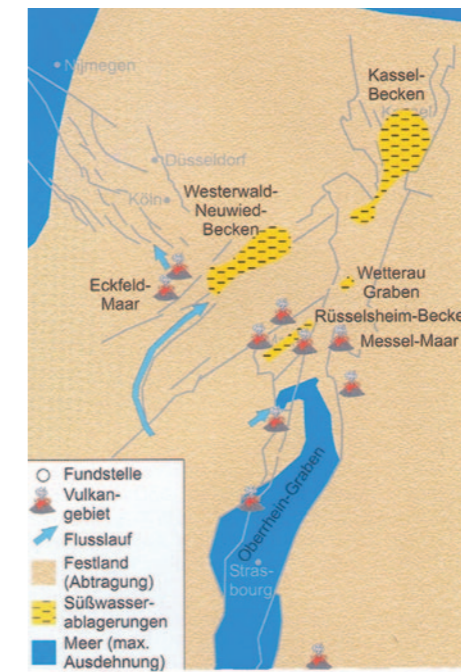 Nijmegen
Kassel-
Becken
Kassel
Düsseldorf
Köln
Westerwald-
Neuwied-
Becken
Eckfeld-
Maar
Wetterau
Graben
Rüsselsheim-Becke
Messel-Maar
Oberrhein-Graben
Stras-
bourg
Fundstelle
Vulkan-
gebiet
Flusslauf
Festland
(Abtragung)
Süßwasser-
ablagerungen
Meer (max.
Ausdehnung)